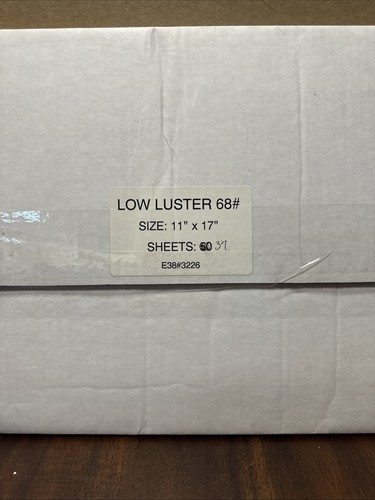 LOW LUSTER 68#
SIZE: 11" x 17"
SHEETS: 50 37
E38#3226